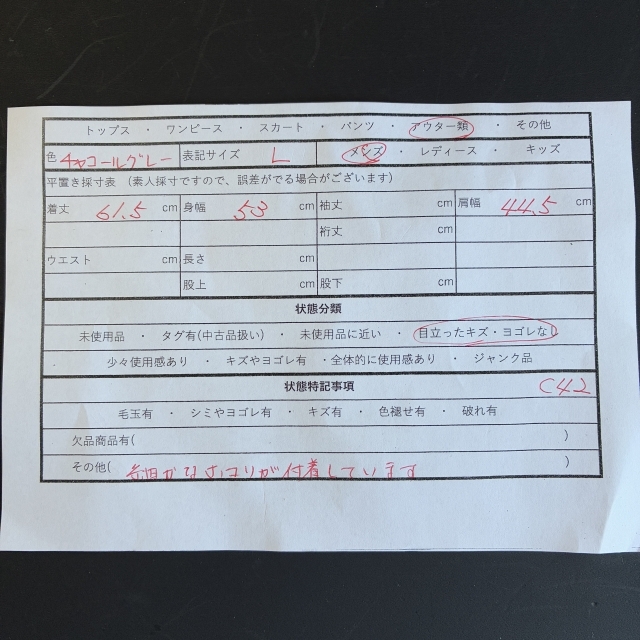 トップス ・ ワンピース ・ スカート ・ パンツ ・ アウター類 ・ その他
色 チャコールグレー 表記サイズ L メンズ ・ レディース ・ キッズ
平置き採寸表 (素人採寸ですので、誤差がでる場合がございます)
着丈 61.5 cm 身幅 53 cm 袖丈 cm 肩幅 44.5 cm
裄丈 cm
ウエスト cm 長さ cm
股上 cm 股下 cm
状態分類
未使用品 ・ タグ有(中古品扱い) ・ 未使用品に近い ・ 目立ったキズ・ヨゴレなし
少々使用感あり ・ キズやヨゴレ有 ・全体的に使用感あり ・ ジャンク品
状態特記事項 C42
毛玉有 ・ シミやヨゴレ有 ・ キズ有 ・ 色褪せ有 ・ 破れ有
欠品商品有( )
その他( ホコリが付着しています )